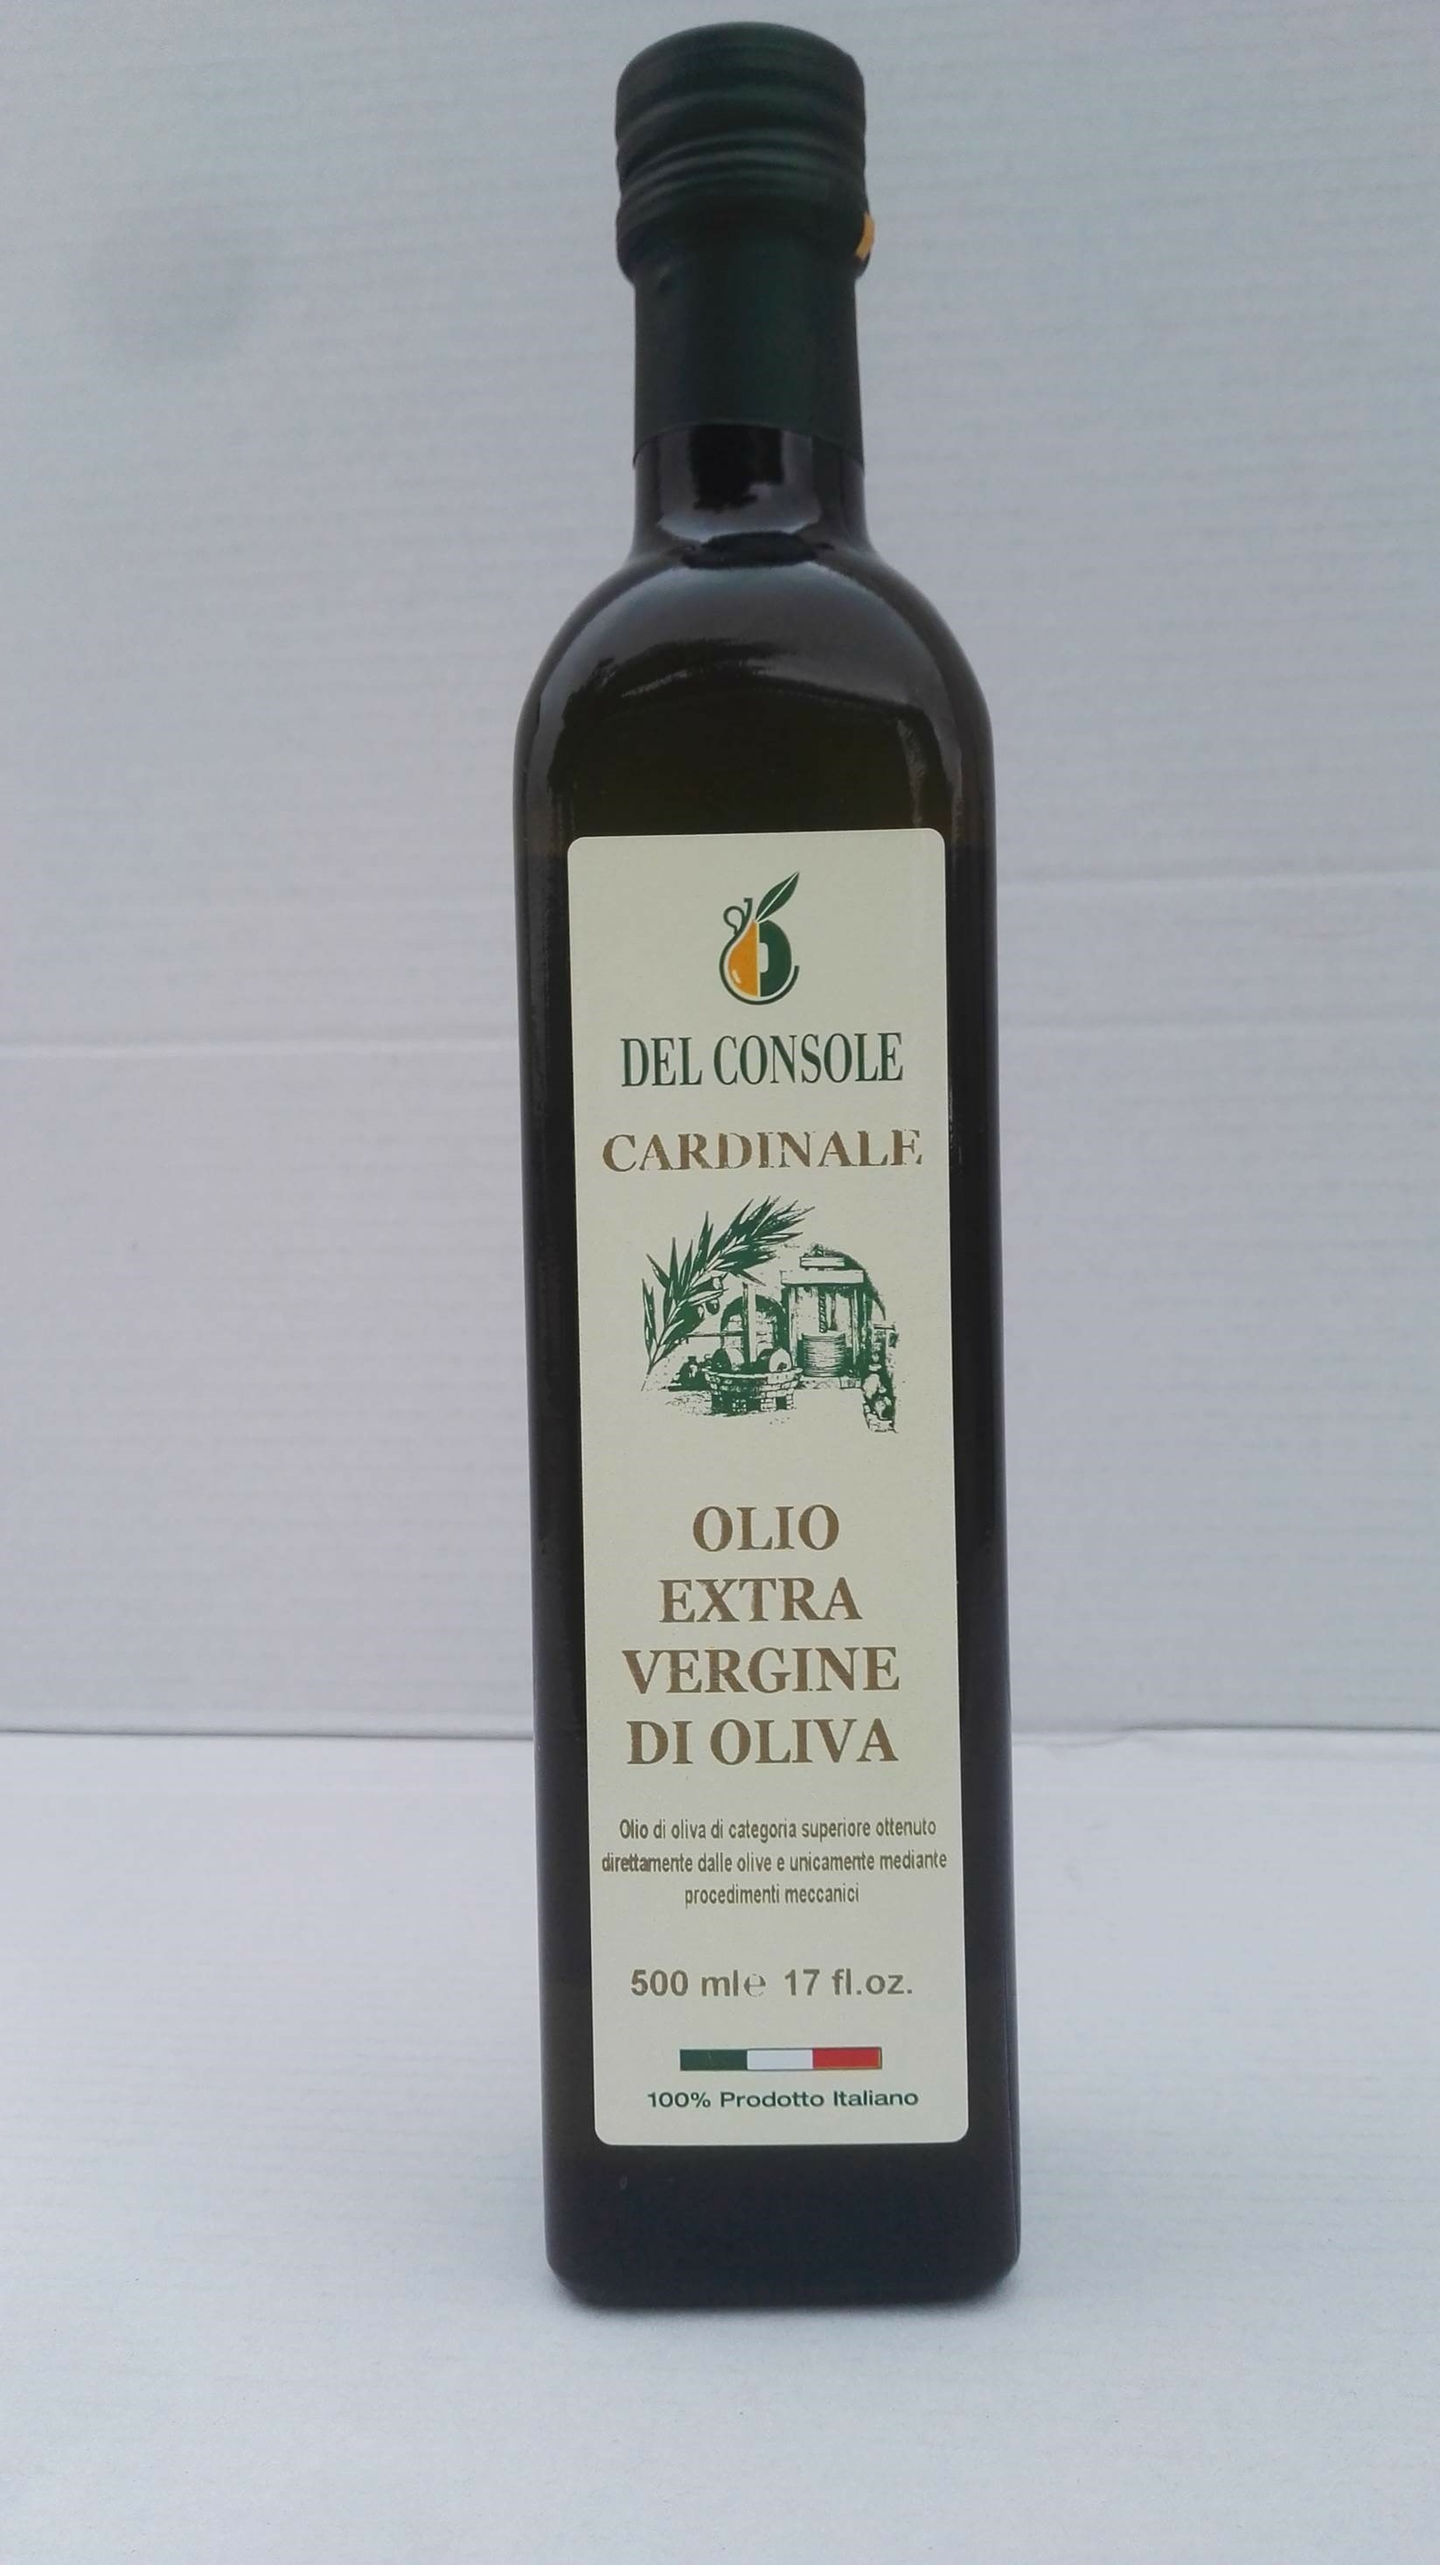 DEL CONSOLE
CARDINALE
OLIO
EXTRA
VERGINE
DI OLIVA
Olio di oliva di categoria superiore ottenuto
direttamente dalle olive e unicamente mediante
procedimenti meccanici
500 ml℮ 17 fl.oz.
100% Prodotto Italiano